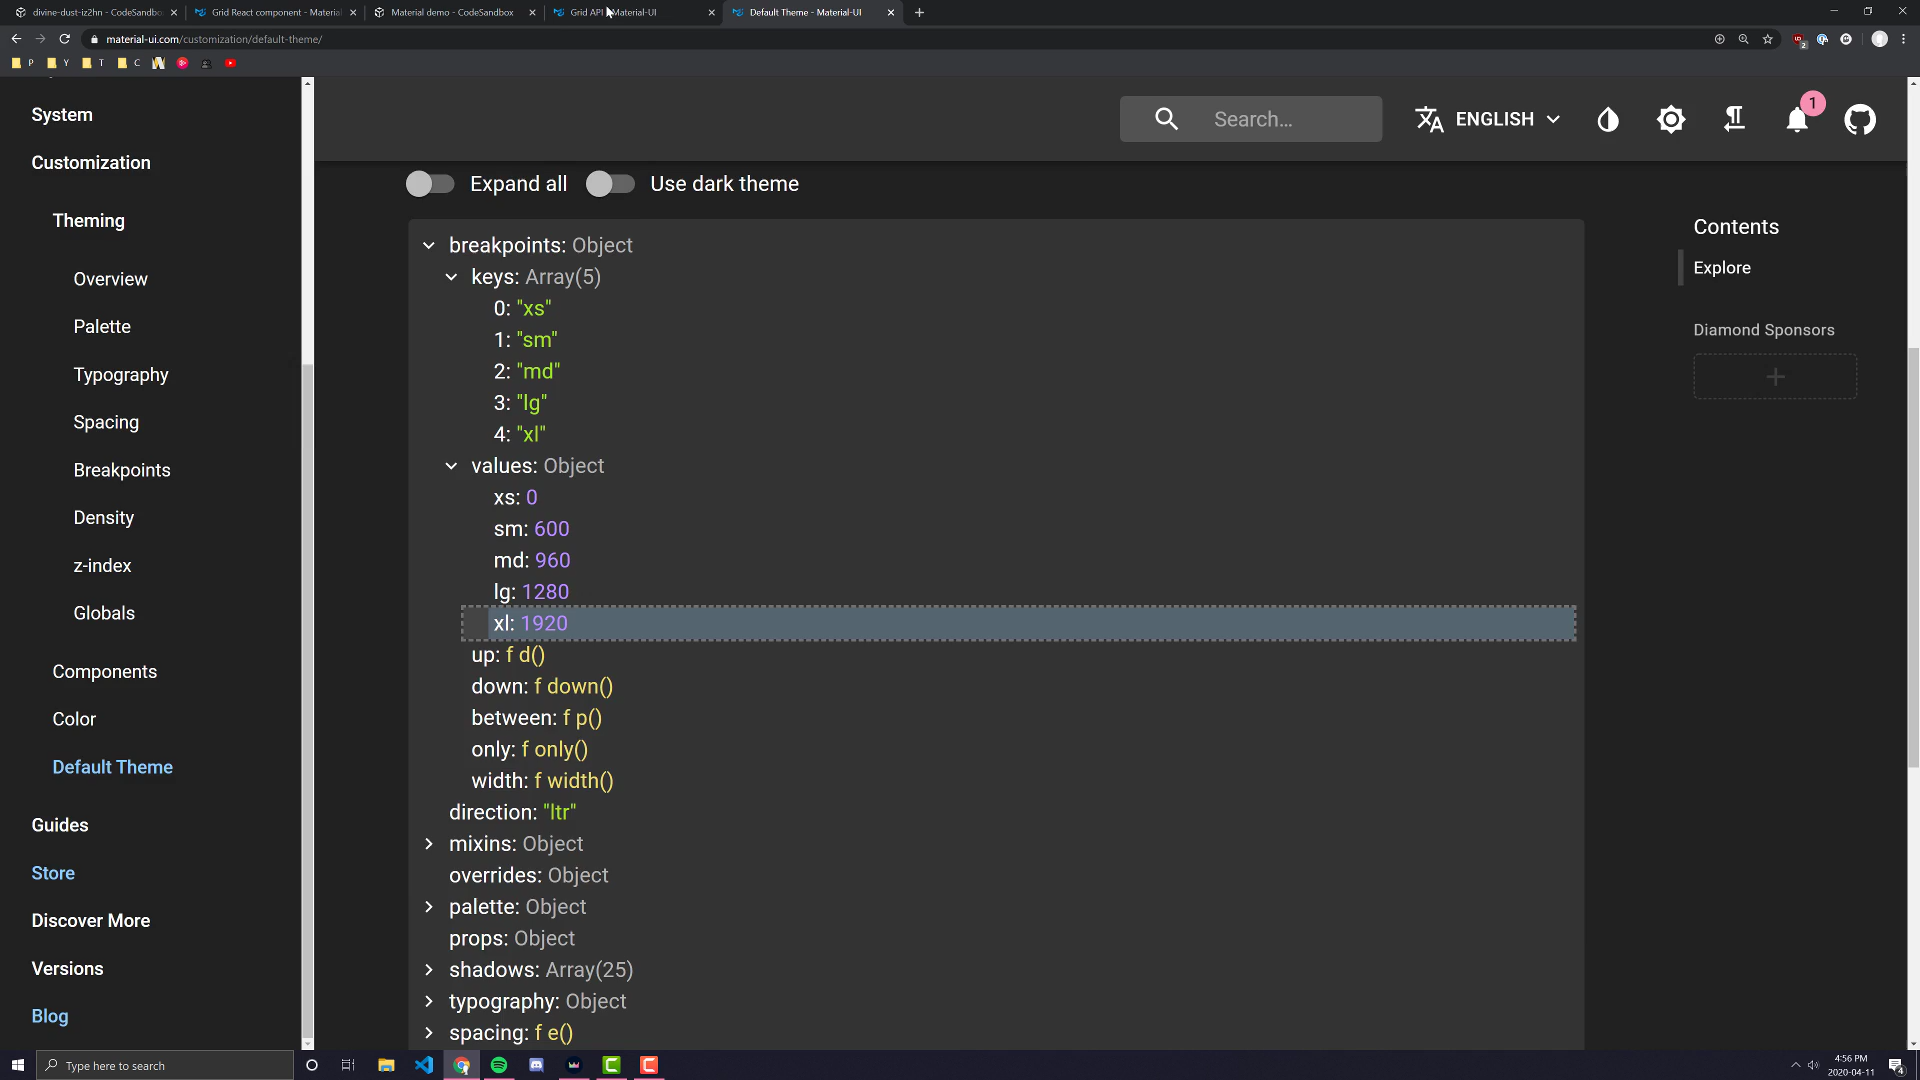 divine-dust-iz2hn - CodeSandbo
Grid React component - Material
Material demo - CodeSandbox
Grid API - Material-UI
Default Theme - Material-UI
material-ui.com/customization/default-theme/
P
Y
T
C
System
Customization
Theming
Overview
Palette
Typography
Spacing
Breakpoints
Density
z-index
Globals
Components
Color
Default Theme
Guides
Store
Discover More
Versions
Blog
Search…
ENGLISH
1
Expand all
Use dark theme
breakpoints: Object
keys: Array(5)
0: "xs"
1: "sm"
2: "md"
3: "lg"
4: "xl"
values: Object
xs: 0
sm: 600
md: 960
lg: 1280
xl: 1920
up: f d()
down: f down()
between: f p()
only: f only()
width: f width()
direction: "ltr"
mixins: Object
overrides: Object
palette: Object
props: Object
shadows: Array(25)
typography: Object
spacing: f e()
Contents
Explore
Diamond Sponsors
Type here to search
4:56 PM
2020-04-11
4